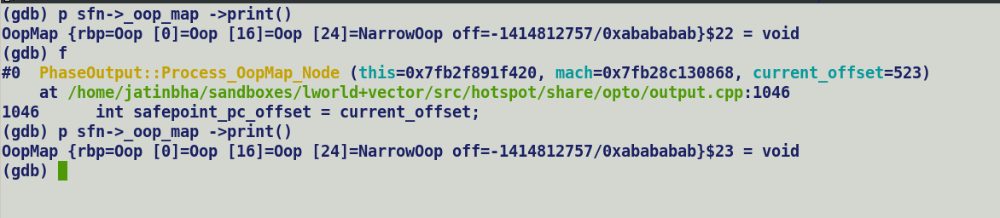 (gdb) p sfn->_oop_map ->print()
OopMap {rbp=Oop [0]=Oop [16]=Oop [24]=NarrowOop off=-1414812757/0xabababab}$22 = void
(gdb) f
#0  PhaseOutput::Process_OopMap_Node (this=0x7fb2f891f420, mach=0x7fb28c130868, current_offset=523)
    at /home/jatinbha/sandboxes/lworld+vector/src/hotspot/share/opto/output.cpp:1046
1046      int safepoint_pc_offset = current_offset;
(gdb) p sfn->_oop_map ->print()
OopMap {rbp=Oop [0]=Oop [16]=Oop [24]=NarrowOop off=-1414812757/0xabababab}$23 = void
(gdb)